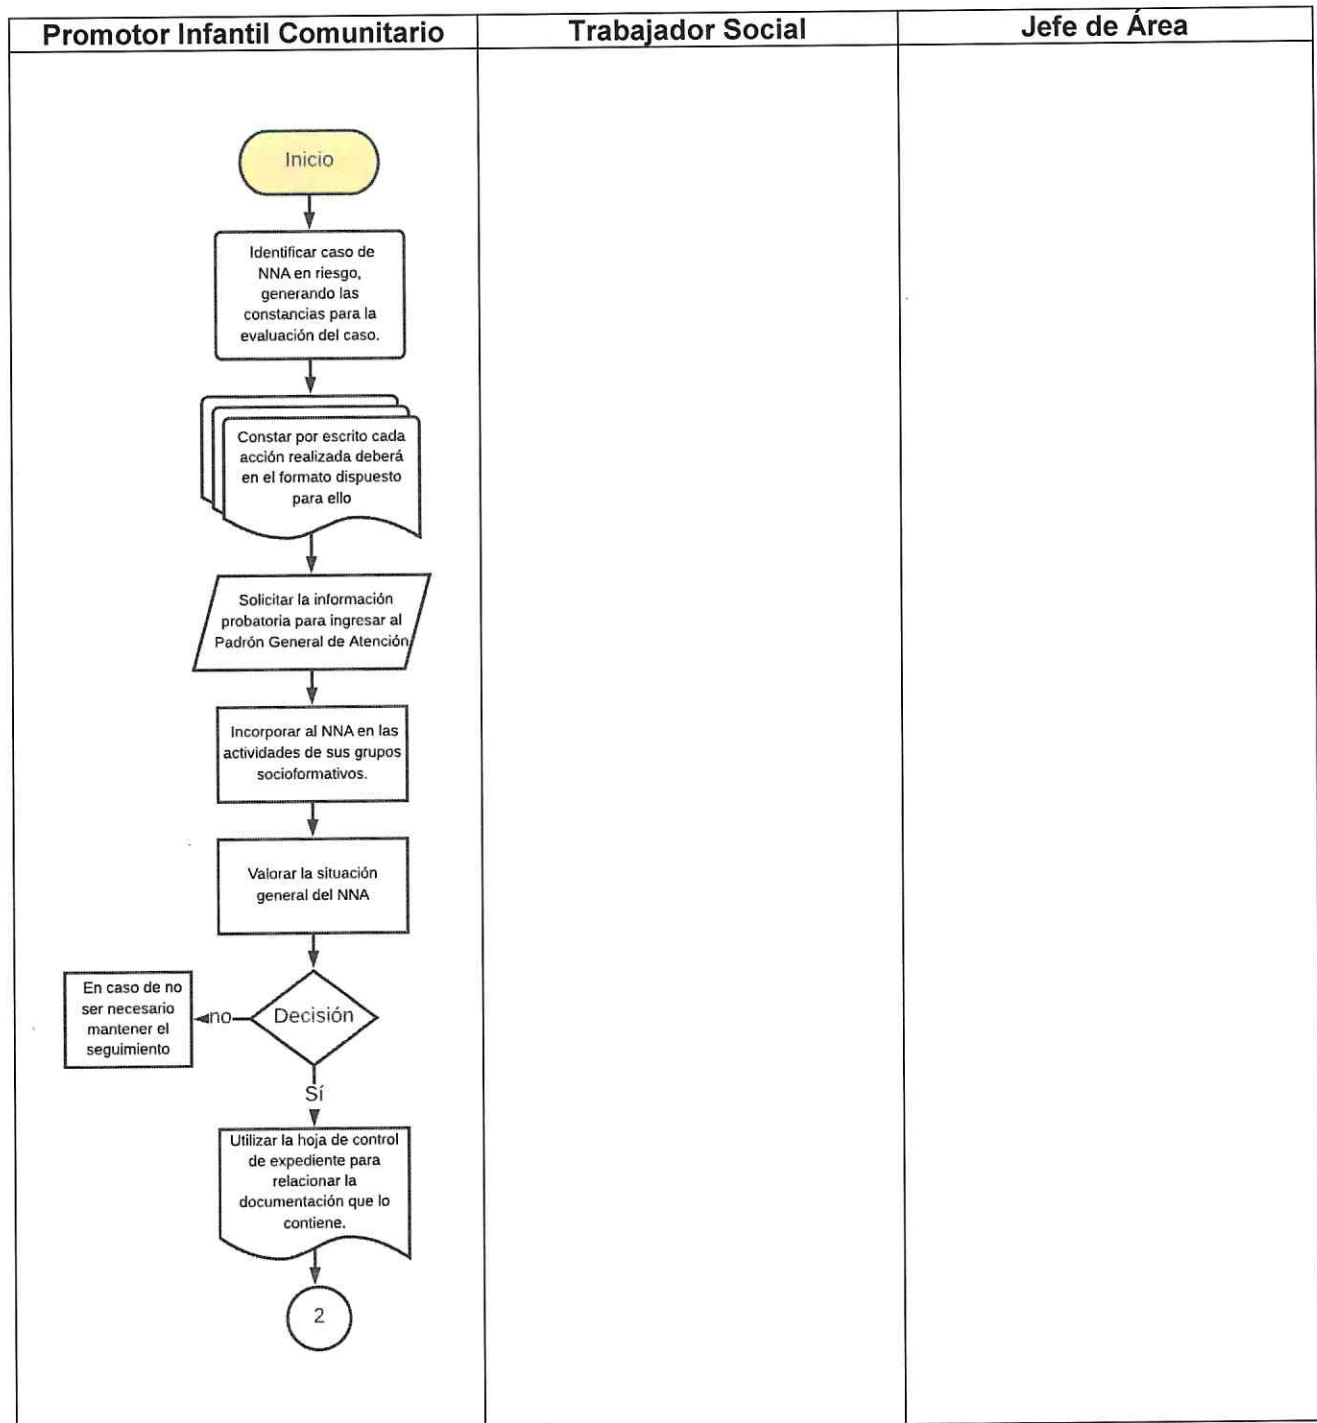 Promotor Infantil Comunitario
Trabajador Social
Jefe de Área
Inicio
Identificar caso de
NNA en riesgo,
generando las
constancias para la
evaluación del caso.
Constar por escrito cada
acción realizada deberá
en el formato dispuesto
para ello
Solicitar la información
probatoria para ingresar al
Padrón General de Atención
Incorporar al NNA en las
actividades de sus grupos
socioformativos.
Valorar la situación
general del NNA
Decisión
no
En caso de no
ser necesario
mantener el
seguimiento
Sí
Utilizar la hoja de control
de expediente para
relacionar la
documentación que lo
contiene.
2